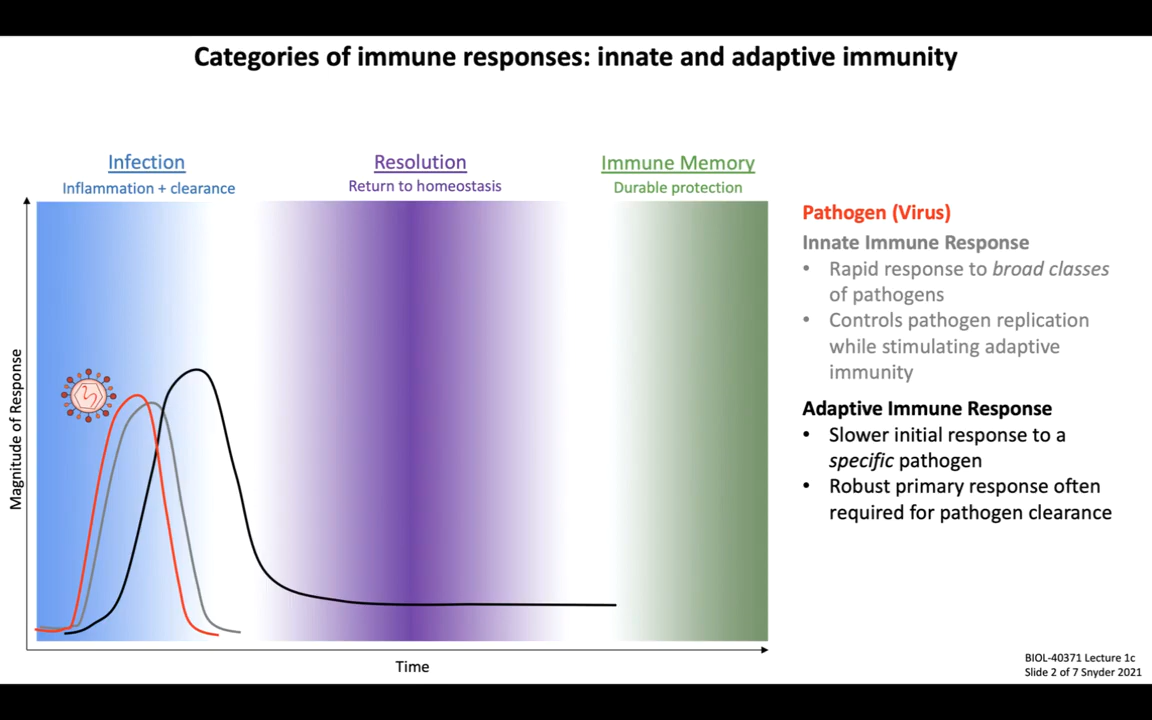 Categories of immune responses: innate and adaptive immunity
Infection
Inflammation + clearance
Resolution
Return to homeostasis
Immune Memory
Durable protection
Magnitude of Response
Time
Pathogen (Virus)
Innate Immune Response
• Rapid response to broad classes
of pathogens
• Controls pathogen replication
while stimulating adaptive
immunity
Adaptive Immune Response
• Slower initial response to a
specific pathogen
• Robust primary response often
required for pathogen clearance
BIOL-40371 Lecture 1c
Slide 2 of 7 Snyder 2021